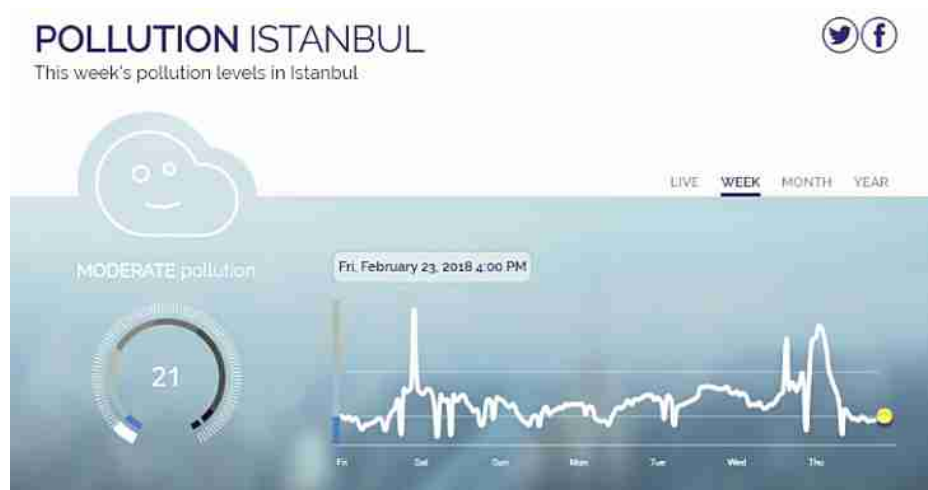 POLLUTION ISTANBUL
This week's pollution levels in Istanbul
LIVE WEEK MONTH YEAR
MODERATE pollution
Fri, February 23, 2018 4:00 PM
21
Fri Sat Sun Mon Tue Wed Thu